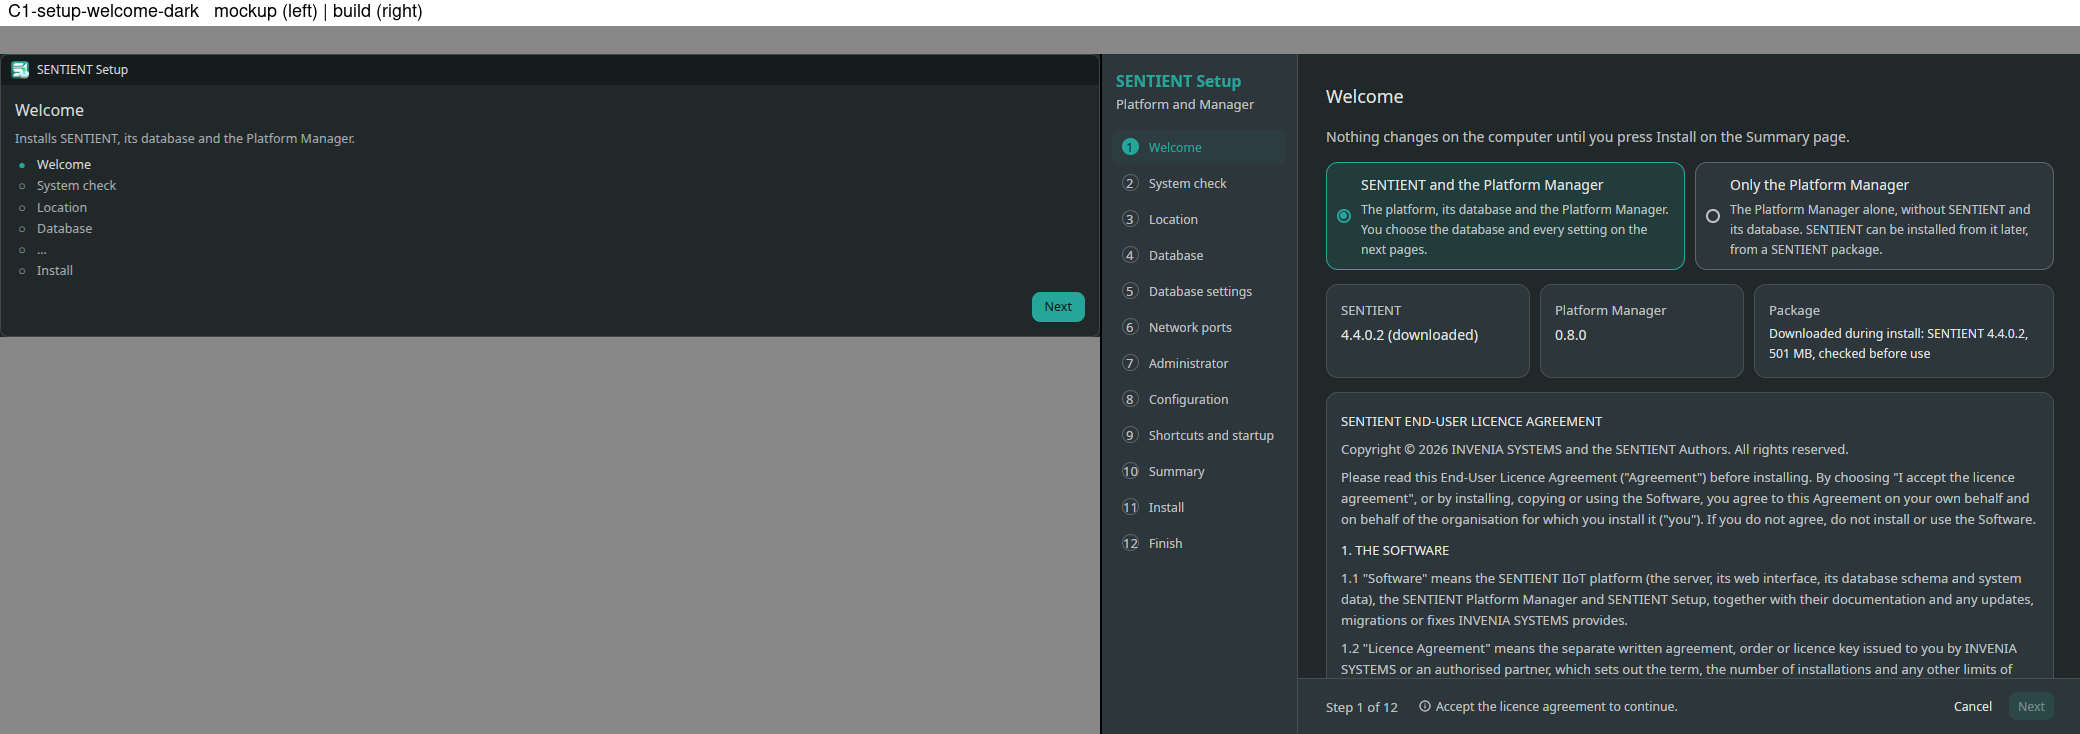 C1-setup-welcome-dark mockup (left) | build (right)
SENTIENT Setup
Welcome
Installs SENTIENT, its database and the Platform Manager.
Welcome
System check
Location
Database
...
Install
Next
SENTIENT Setup
Platform and Manager
1 Welcome
2 System check
3 Location
4 Database
5 Database settings
6 Network ports
7 Administrator
8 Configuration
9 Shortcuts and startup
10 Summary
11 Install
12 Finish
Welcome
Nothing changes on the computer until you press Install on the Summary page.
SENTIENT and the Platform Manager
The platform, its database and the Platform Manager.
You choose the database and every setting on the
next pages.
Only the Platform Manager
The Platform Manager alone, without SENTIENT and
its database. SENTIENT can be installed from it later,
from a SENTIENT package.
SENTIENT
4.4.0.2 (downloaded)
Platform Manager
0.8.0
Package
Downloaded during install: SENTIENT 4.4.0.2,
501 MB, checked before use
SENTIENT END-USER LICENCE AGREEMENT
Copyright © 2026 INVENIA SYSTEMS and the SENTIENT Authors. All rights reserved.
Please read this End-User Licence Agreement ("Agreement") before installing. By choosing "I accept the licence
agreement", or by installing, copying or using the Software, you agree to this Agreement on your own behalf and
on behalf of the organisation for which you install it ("you"). If you do not agree, do not install or use the Software.
1. THE SOFTWARE
1.1 "Software" means the SENTIENT IIoT platform (the server, its web interface, its database schema and system
data), the SENTIENT Platform Manager and SENTIENT Setup, together with their documentation and any updates,
migrations or fixes INVENIA SYSTEMS provides.
1.2 "Licence Agreement" means the separate written agreement, order or licence key issued to you by INVENIA
SYSTEMS or an authorised partner, which sets out the term, the number of installations and any other limits of
Step 1 of 12
Accept the licence agreement to continue.
Cancel
Next